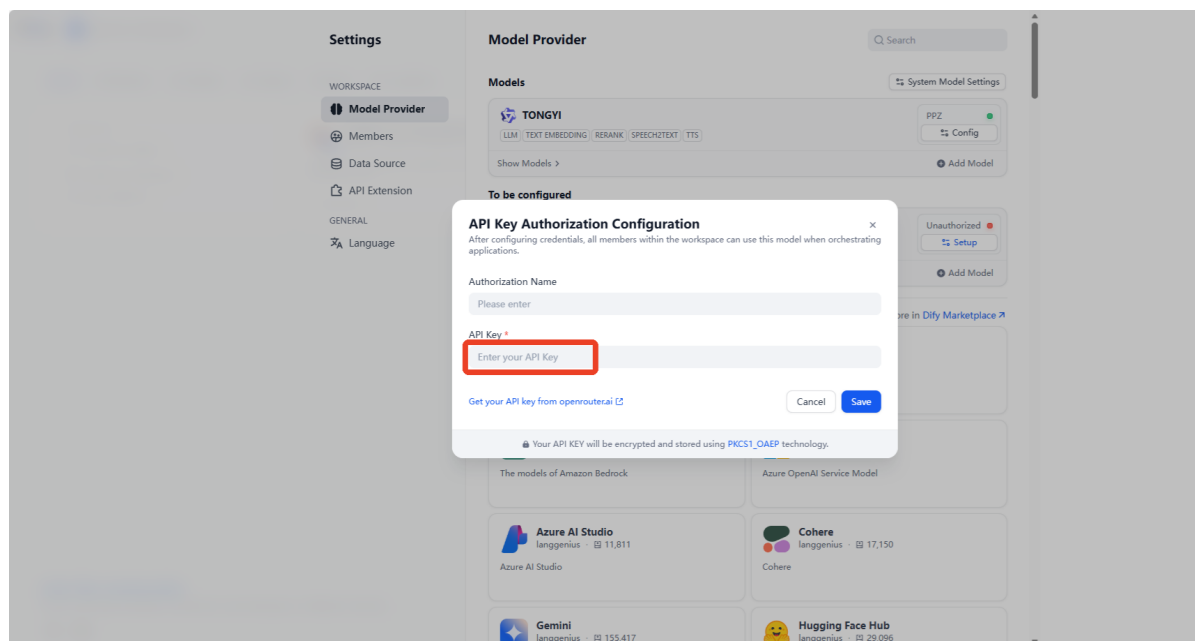 Settings
WORKSPACE
Model Provider
Members
Data Source
API Extension
GENERAL
Language
Model Provider
Search
Models
System Model Settings
TONGYI
LLM TEXT EMBEDDING RERANK SPEECH2TEXT TTS
PPZ
Config
Show Models >
Add Model
To be configured
Unauthorized
Setup
Add Model
in Dify Marketplace
API Key Authorization Configuration
After configuring credentials, all members within the workspace can use this model when orchestrating
applications.
Authorization Name
Please enter
API Key *
Enter your API Key
Get your API key from openrouter.ai
Cancel
Save
Your API KEY will be encrypted and stored using PKCS1_OAEP technology.
The models of Amazon Bedrock
Azure OpenAI Service Model
Azure AI Studio
langgenius · 11,811
Azure AI Studio
Cohere
langgenius · 17,150
Cohere
Gemini
langgenius · 155,417
Hugging Face Hub
langgenius · 29,096